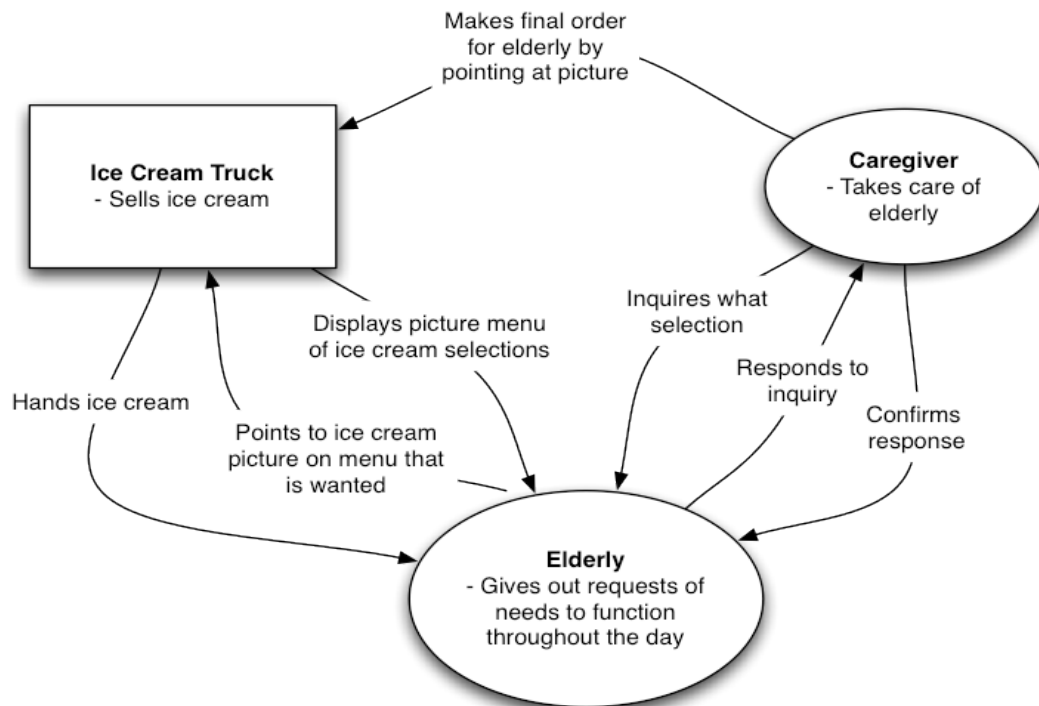 Makes final order
for elderly by
pointing at picture
Ice Cream Truck
- Sells ice cream
Caregiver
- Takes care of
elderly
Displays picture menu
of ice cream selections
Inquires what
selection
Hands ice cream
Points to ice cream
picture on menu that
is wanted
Responds to
inquiry
Confirms
response
Elderly
- Gives out requests of
needs to function
throughout the day